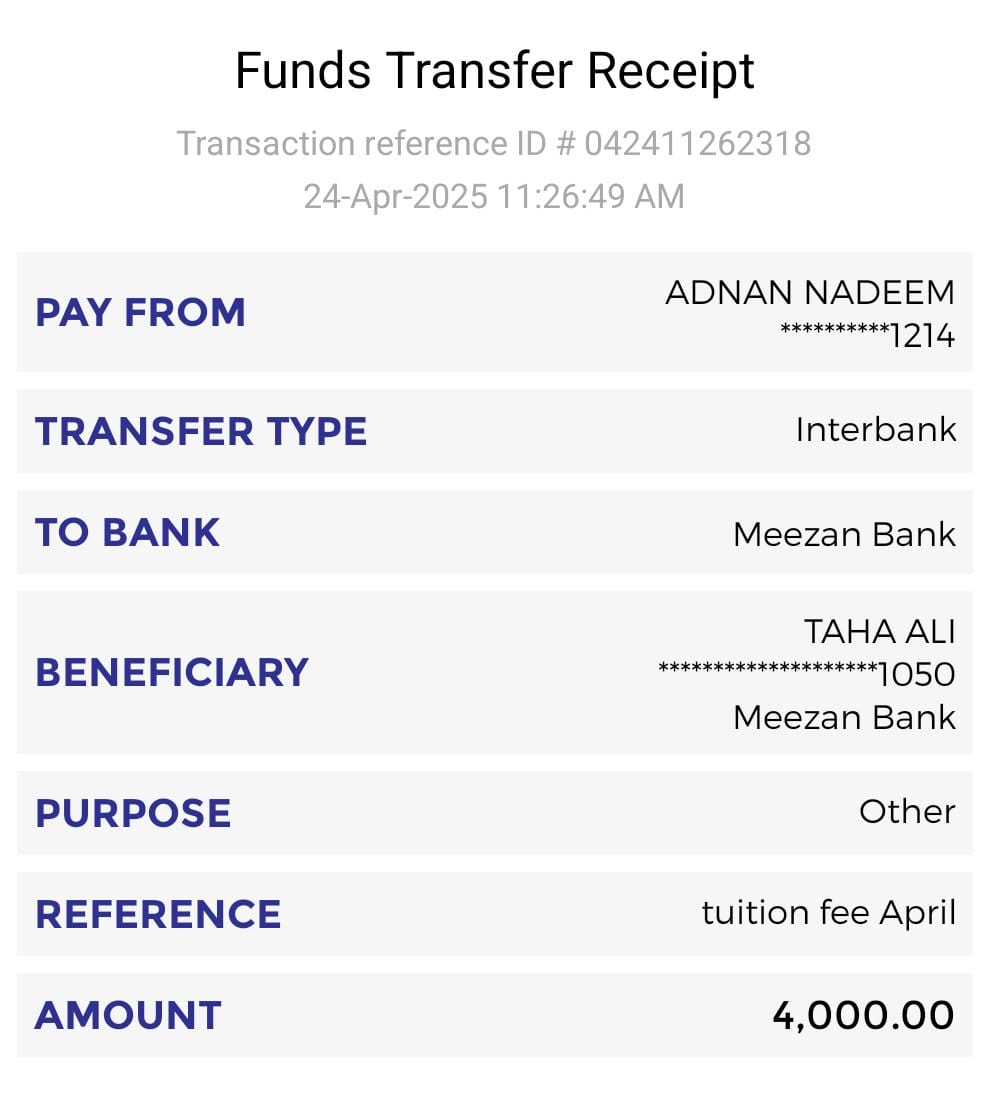 Funds Transfer Receipt
Transaction reference ID # 042411262318
24-Apr-2025 11:26:49 AM
PAY FROM
ADNAN NADEEM
**********1214
TRANSFER TYPE
Interbank
TO BANK
Meezan Bank
BENEFICIARY
TAHA ALI
********************1050
Meezan Bank
PURPOSE
Other
REFERENCE
tuition fee April
AMOUNT
4,000.00